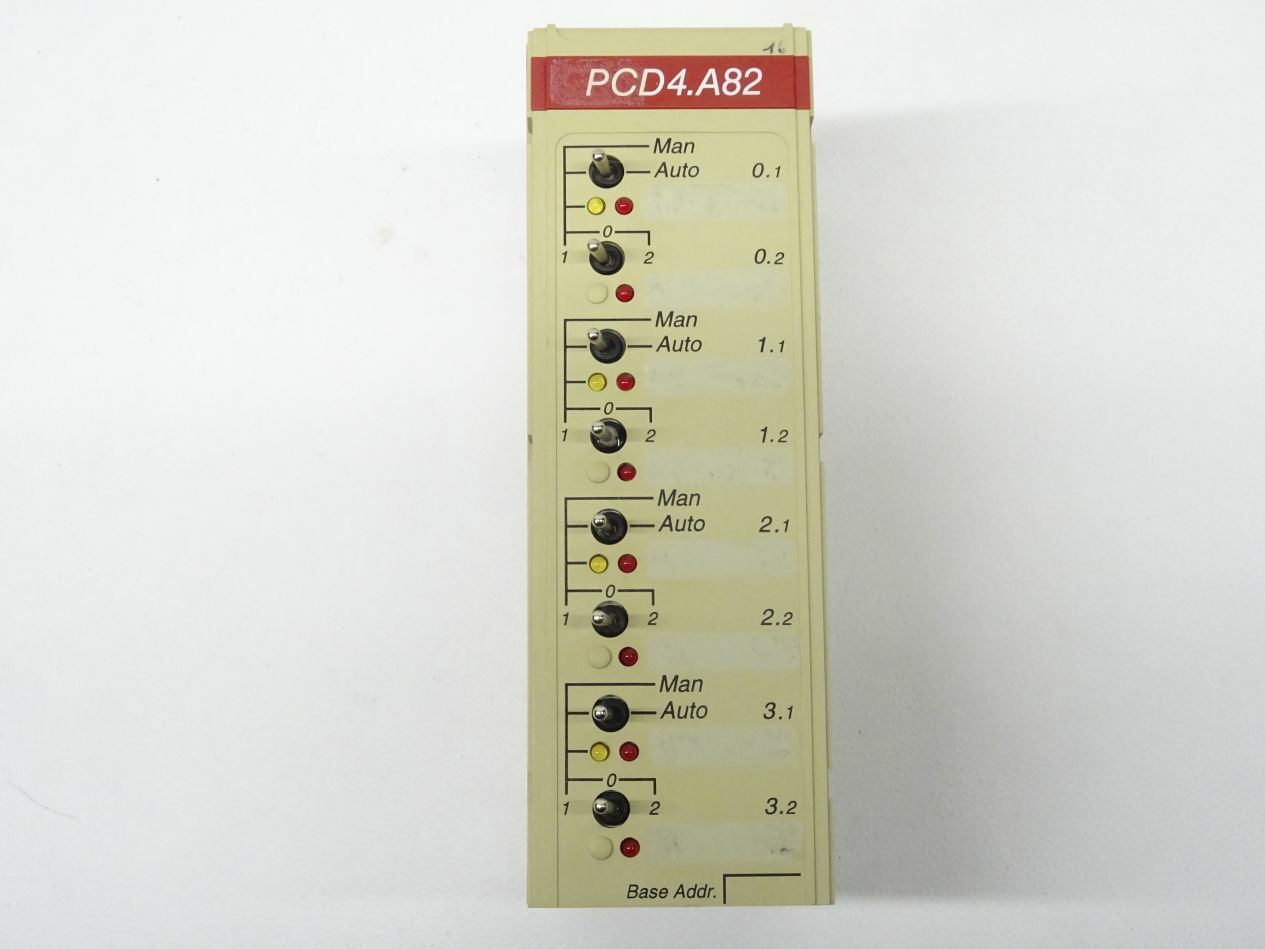 16
PCD4.A82
Man
Auto 0.1
0
1 2 0.2
Man
Auto 1.1
0
1 2 1.2
Man
Auto 2.1
0
1 2 2.2
Man
Auto 3.1
0
1 2 3.2
Base Addr.